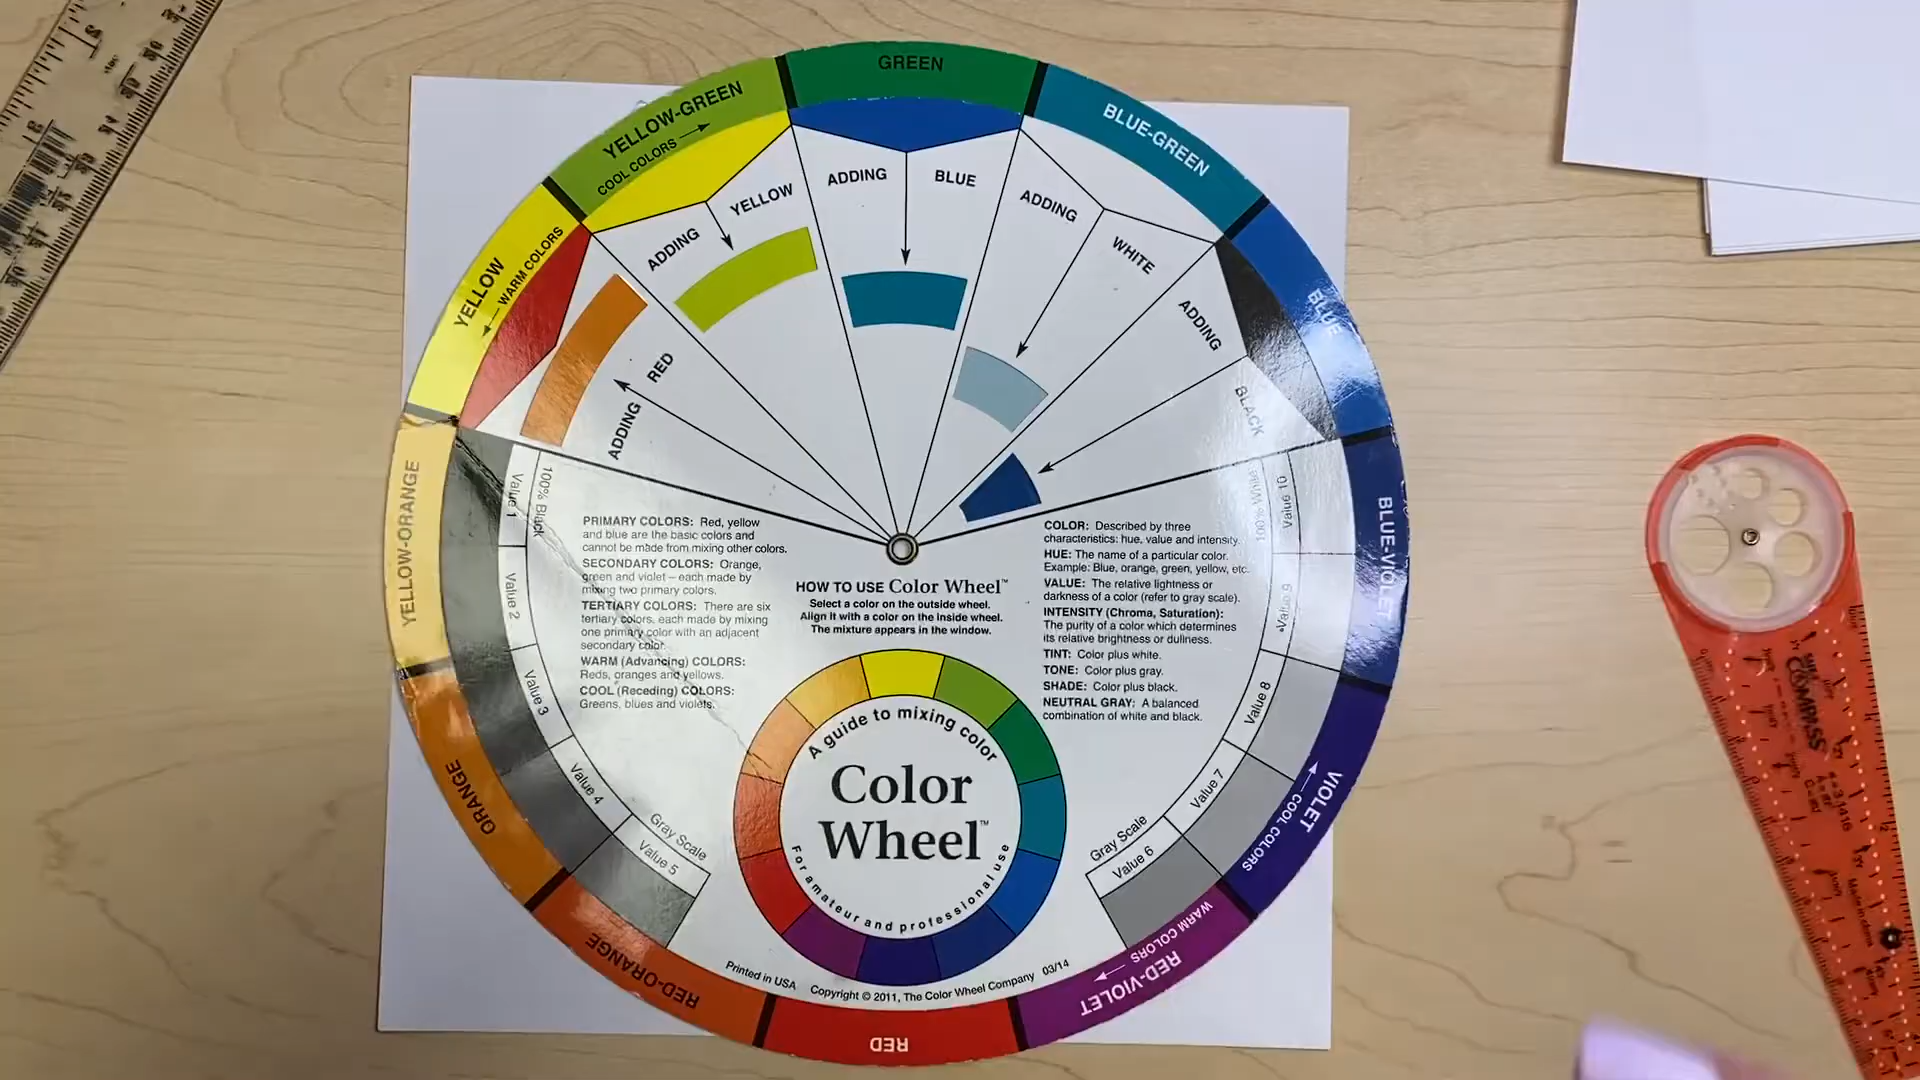 GREEN
YELLOW-GREEN
COOL COLORS
BLUE-GREEN
YELLOW
WARM COLORS
BLUE
ADDING YELLOW
ADDING BLUE
ADDING WHITE
ADDING BLACK
ADDING RED
YELLOW-ORANGE
BLUE-VIOLET
ORANGE
VIOLET
COOL COLORS
RED-ORANGE
RED
RED-VIOLET
WARM COLORS
100% Black
Value 1
Value 2
Value 3
Value 4
Value 5
Gray Scale
PRIMARY COLORS: Red, yellow
and blue are the basic colors and
cannot be made from mixing other colors.
SECONDARY COLORS: Orange,
green and violet – each made by
mixing two primary colors.
TERTIARY COLORS: There are six
tertiary colors, each made by mixing
one primary color with an adjacent
secondary color.
WARM (Advancing) COLORS:
Reds, oranges and yellows.
COOL (Receding) COLORS:
Greens, blues and violets.
HOW TO USE Color Wheel™
Select a color on the outside wheel.
Align it with a color on the inside wheel.
The mixture appears in the window.
COLOR: Described by three
characteristics: hue, value and intensity.
HUE: The name of a particular color.
Example: Blue, orange, green, yellow, etc.
VALUE: The relative lightness or
darkness of a color (refer to gray scale).
INTENSITY (Chroma, Saturation):
The purity of a color which determines
its relative brightness or dullness.
TINT: Color plus white.
TONE: Color plus gray.
SHADE: Color plus black.
NEUTRAL GRAY: A balanced
combination of white and black.
100% White
Value 10
Value 9
Value 8
Value 7
Value 6
Gray Scale
A guide to mixing color
Color
Wheel™
For amateur and professional use
Printed in USA
Copyright © 2011, The Color Wheel Company
03/14
COMPASS